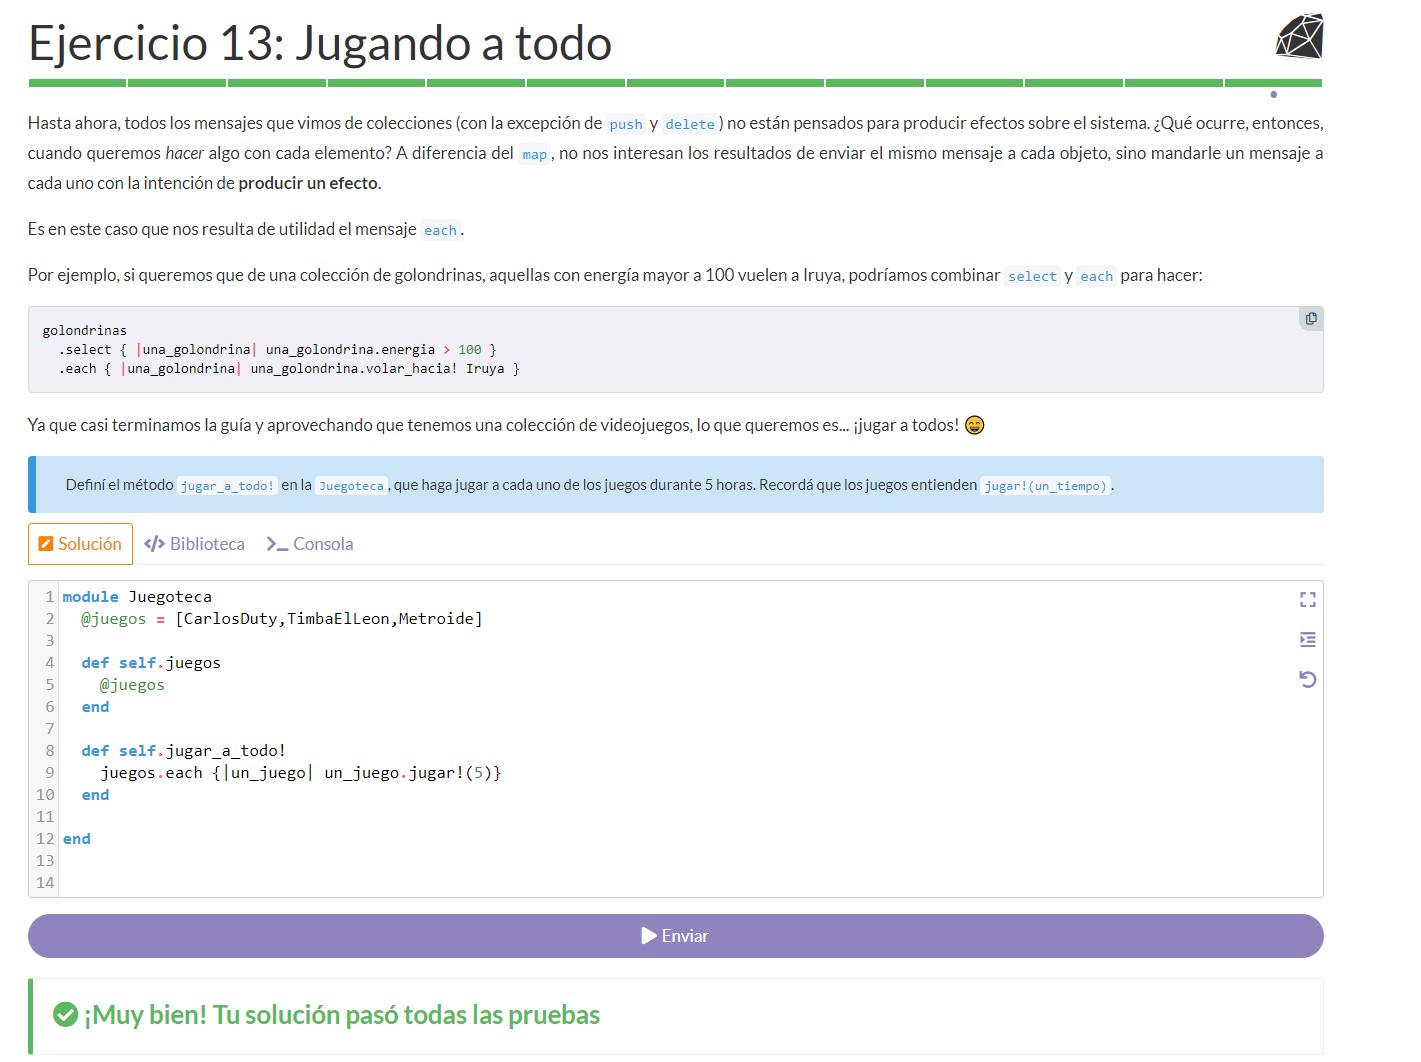 Ejercicio 13: Jugando a todo
Hasta ahora, todos los mensajes que vimos de colecciones (con la excepción de push y delete) no están pensados para producir efectos sobre el sistema. ¿Qué ocurre, entonces,
cuando queremos hacer algo con cada elemento? A diferencia del map, no nos interesan los resultados de enviar el mismo mensaje a cada objeto, sino mandarle un mensaje a
cada uno con la intención de producir un efecto.
Es en este caso que nos resulta de utilidad el mensaje each.
Por ejemplo, si queremos que de una colección de golondrinas, aquellas con energía mayor a 100 vuelen a Iruya, podríamos combinar select y each para hacer:
golondrinas
  .select { |una_golondrina| una_golondrina.energia > 100 }
  .each { |una_golondrina| una_golondrina.volar_hacia! Iruya }
Ya que casi terminamos la guía y aprovechando que tenemos una colección de videojuegos, lo que queremos es... ¡jugar a todos! 😄
Definí el método jugar_a_todo! en la Juegoteca, que haga jugar a cada uno de los juegos durante 5 horas. Recordá que los juegos entienden jugar!(un_tiempo).
Solución </> Biblioteca >_ Consola
1 module Juegoteca
2   @juegos = [CarlosDuty,TimbaElLeon,Metroide]
3
4   def self.juegos
5     @juegos
6   end
7
8   def self.jugar_a_todo!
9     juegos.each {|un_juego| un_juego.jugar!(5)}
10   end
11
12 end
13
14
Enviar
¡Muy bien! Tu solución pasó todas las pruebas